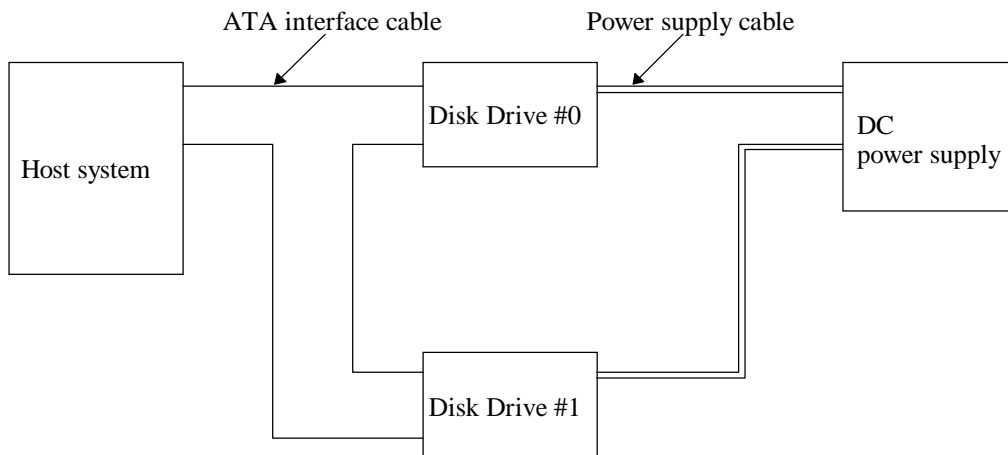 ATA interface cable
Power supply cable
Host system
Disk Drive #0
DC
power supply
Disk Drive #1